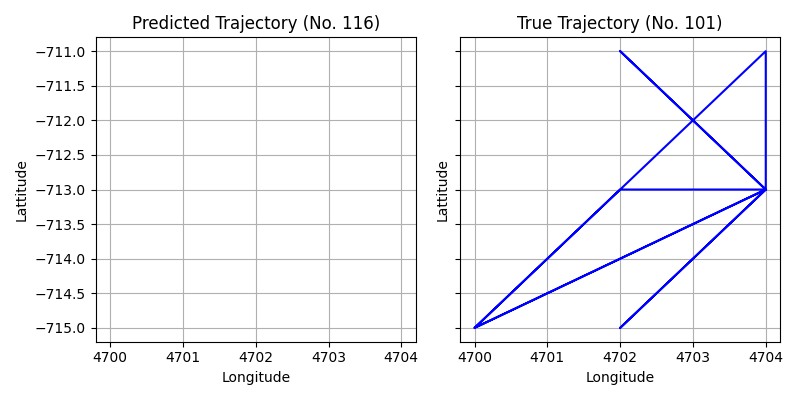 Predicted Trajectory (No. 116)
True Trajectory (No. 101)
−711.0
−711.5
−712.0
−712.5
−713.0
−713.5
−714.0
−714.5
−715.0
Lattitude
Lattitude
4700 4701 4702 4703 4704
4700 4701 4702 4703 4704
Longitude
Longitude